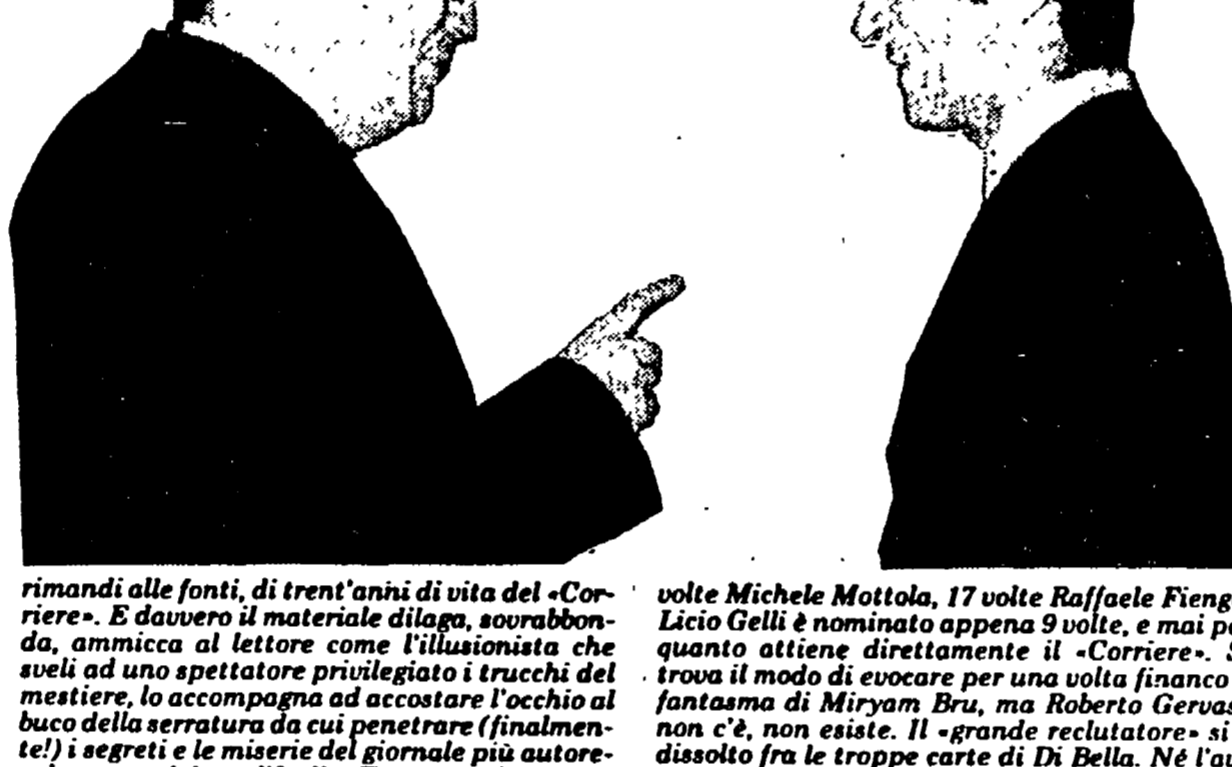 rimandi alle fonti, di trent'anni di vita del «Cor-
riere». E davvero il materiale dilaga, sovrabbon-
da, ammicca al lettore come l'illusionista che
sveli ad uno spettatore privilegiato i trucchi del
mestiere, lo accompagna ad accostare l'occhio al
buco della serratura da cui penetrare (finalmen-
te!) i segreti e le miserie del giornale più autore-
volte Michele Mottola, 17 volte Raffaele Fieng
Licio Gelli è nominato appena 9 volte, e mai
quanto attiene direttamente il «Corriere».
trova il modo di evocare per una volta financo
fantasma di Miryam Bru, ma Roberto Gervas
non c'è, non esiste. Il «grande reclutatore» si
dissolto fra le troppe carte di Di Bella. Né